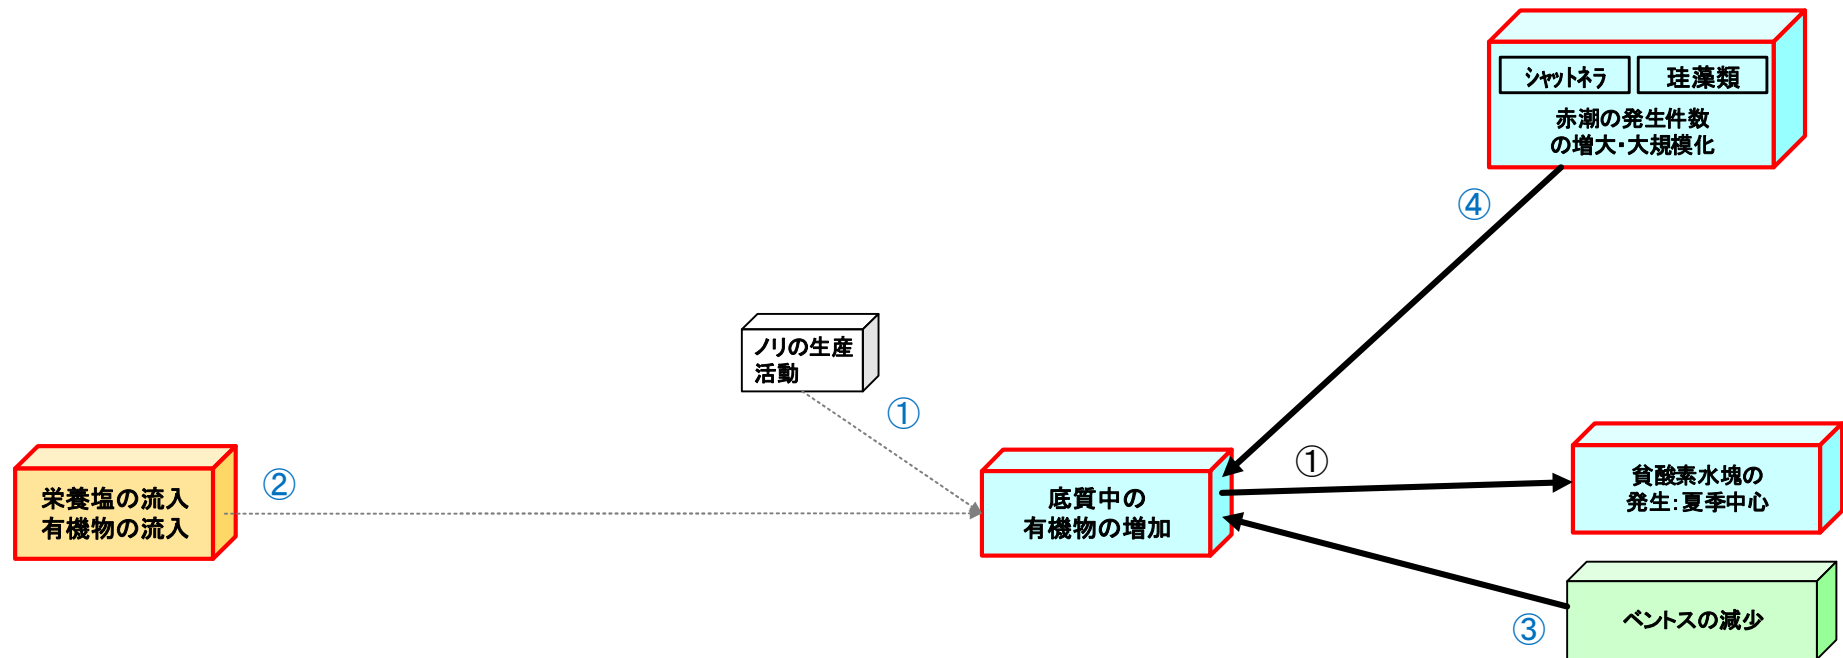 シャットネラ 珪藻類
赤潮の発生件数
の増大・大規模化
④
ノリの生産
活動
①
栄養塩の流入
有機物の流入
②
底質中の
有機物の増加
①
貧酸素水塊の
発生：夏季中心
③
ベントスの減少